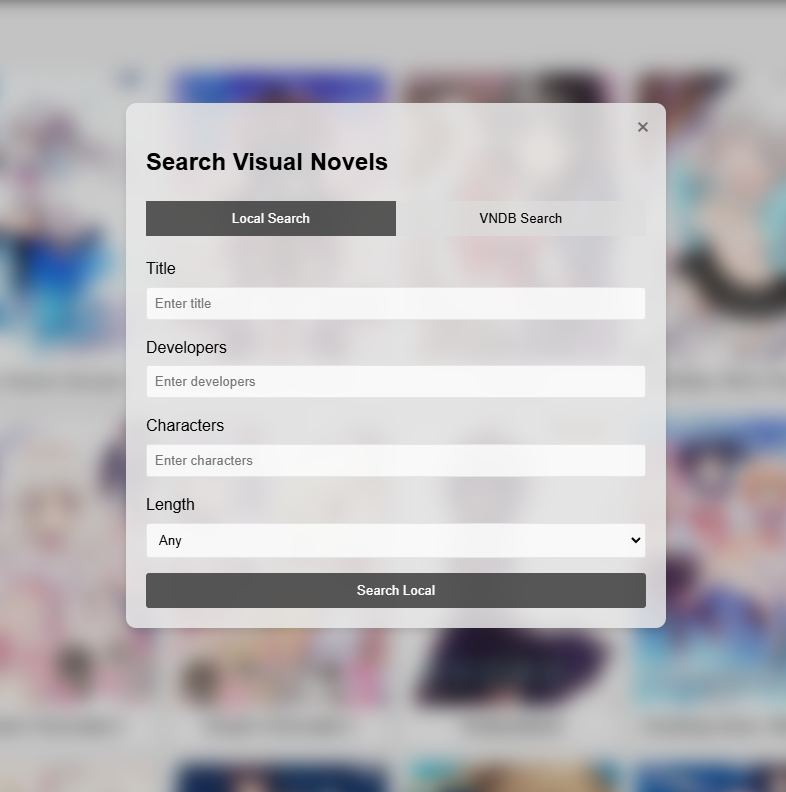 ×
Search Visual Novels
Local Search
VNDB Search
Title
Enter title
Developers
Enter developers
Characters
Enter characters
Length
Any
Search Local